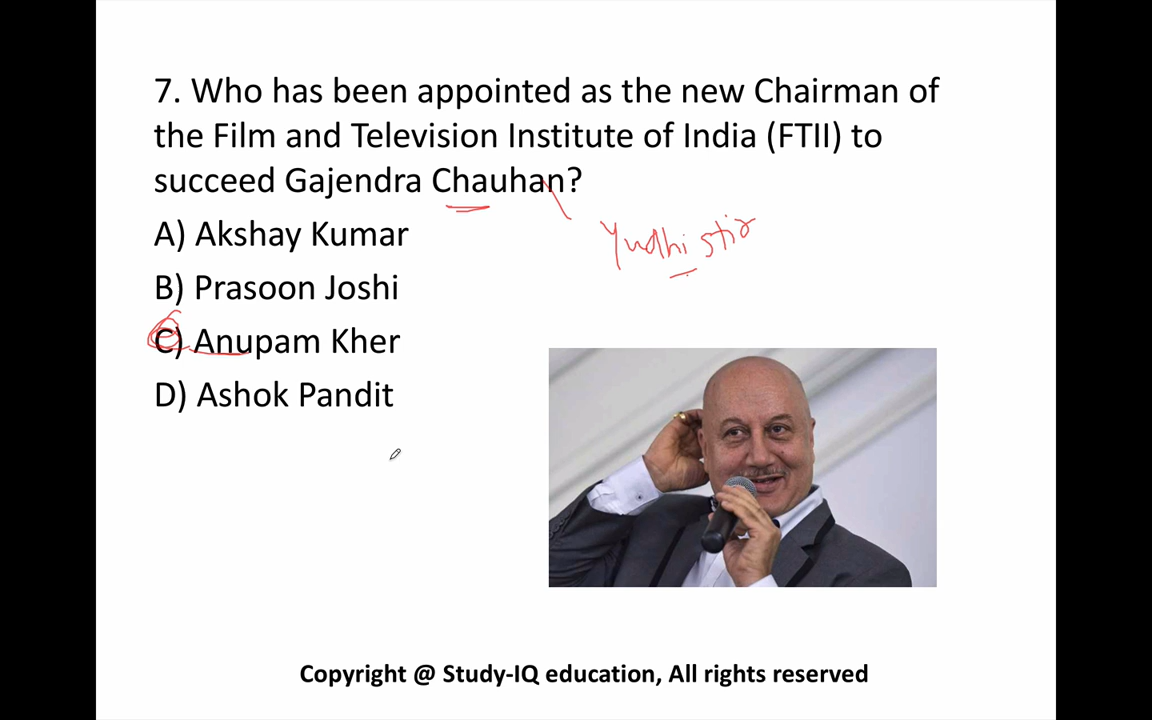 7. Who has been appointed as the new Chairman of
the Film and Television Institute of India (FTII) to
succeed Gajendra Chauhan?
A) Akshay Kumar
Yudhistir
B) Prasoon Joshi
C) Anupam Kher
D) Ashok Pandit
Copyright @ Study-IQ education, All rights reserved